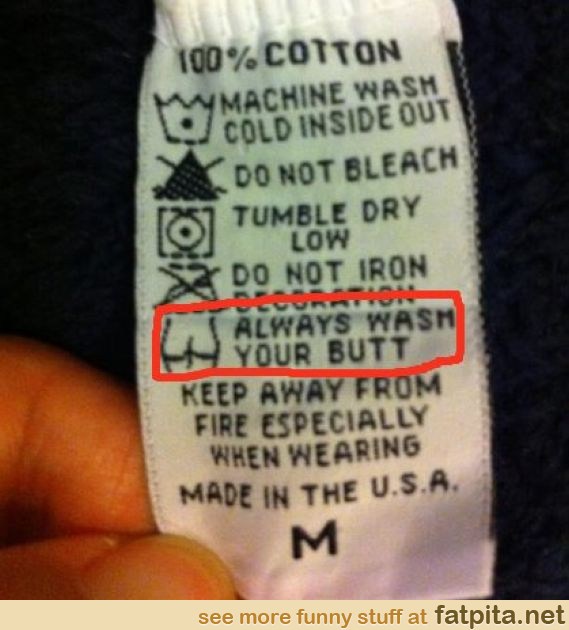 100% COTTON
MACHINE WASH
COLD INSIDE OUT
DO NOT BLEACH
TUMBLE DRY
LOW
DO NOT IRON
DECORATION
ALWAYS WASH
YOUR BUTT
KEEP AWAY FROM
FIRE ESPECIALLY
WHEN WEARING
MADE IN THE U.S.A.
M
see more funny stuff at fatpita.net